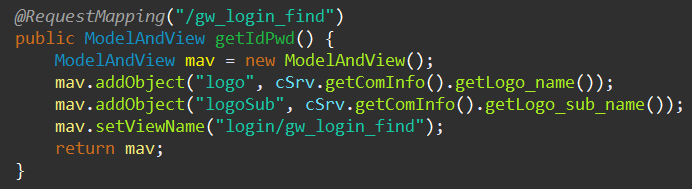 @RequestMapping("/gw_login_find")
public ModelAndView getIdPwd() {
    ModelAndView mav = new ModelAndView();
    mav.addObject("logo", cSrv.getComInfo().getLogo_name());
    mav.addObject("logoSub", cSrv.getComInfo().getLogo_sub_name());
    mav.setViewName("login/gw_login_find");
    return mav;
}